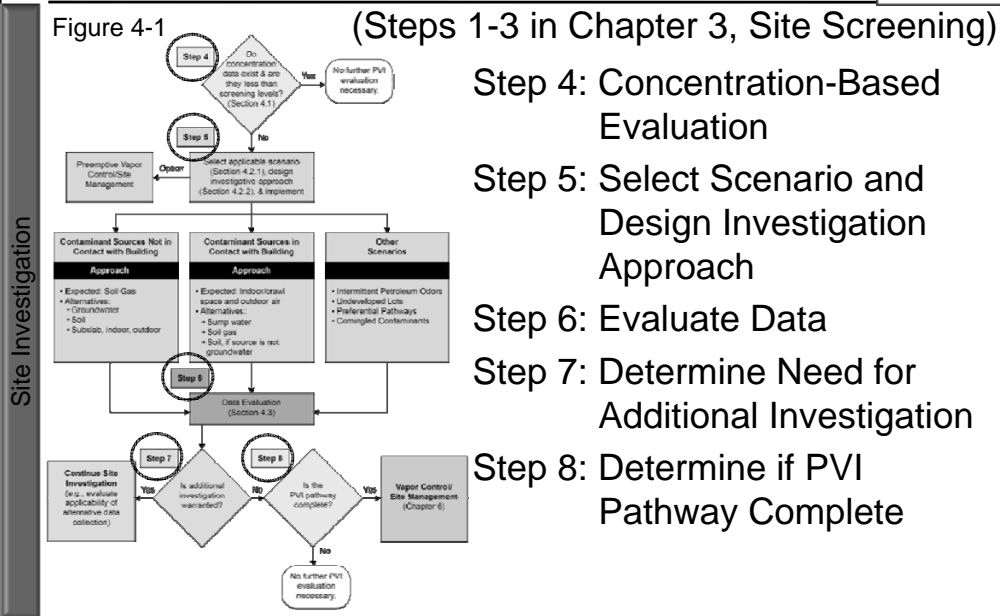 Figure 4-1
(Steps 1-3 in Chapter 3, Site Screening)
Site Investigation
Step 4
Do
concentration
data exist & are
they less than
screening levels?
(Section 4.1)
Yes
No further PVI
evaluation
necessary.
No
Step 5
Preemptive Vapor
Control/Site
Management
Option
Select applicable scenario
(Section 4.2.1), design
investigative approach
(Section 4.2.2), & implement
Contaminant Sources Not in
Contact with Building
Approach
• Expected: Soil Gas
• Alternatives:
Groundwater
Soil
Subslab, indoor, outdoor
Contaminant Sources in
Contact with Building
Approach
• Expected: Indoor/crawl
space and outdoor air
• Alternatives:
Sump water
Soil gas
Soil, if source is not
groundwater
Other
Scenarios
• Intermittent Petroleum Odors
• Undeveloped Lots
• Preferential Pathways
• Comingled Contaminants
Step 6
Data Evaluation
(Section 4.3)
Step 7
Step 8
Continue Site
Investigation
(e.g., evaluate
applicability of
alternative data
collection)
Yes
Is additional
investigation
warranted?
No
Is the
PVI pathway
complete?
Yes
Vapor Control/
Site Management
(Chapter 6)
No
No further PVI
evaluation
necessary.
Step 4: Concentration-Based
Evaluation
Step 5: Select Scenario and
Design Investigation
Approach
Step 6: Evaluate Data
Step 7: Determine Need for
Additional Investigation
Step 8: Determine if PVI
Pathway Complete